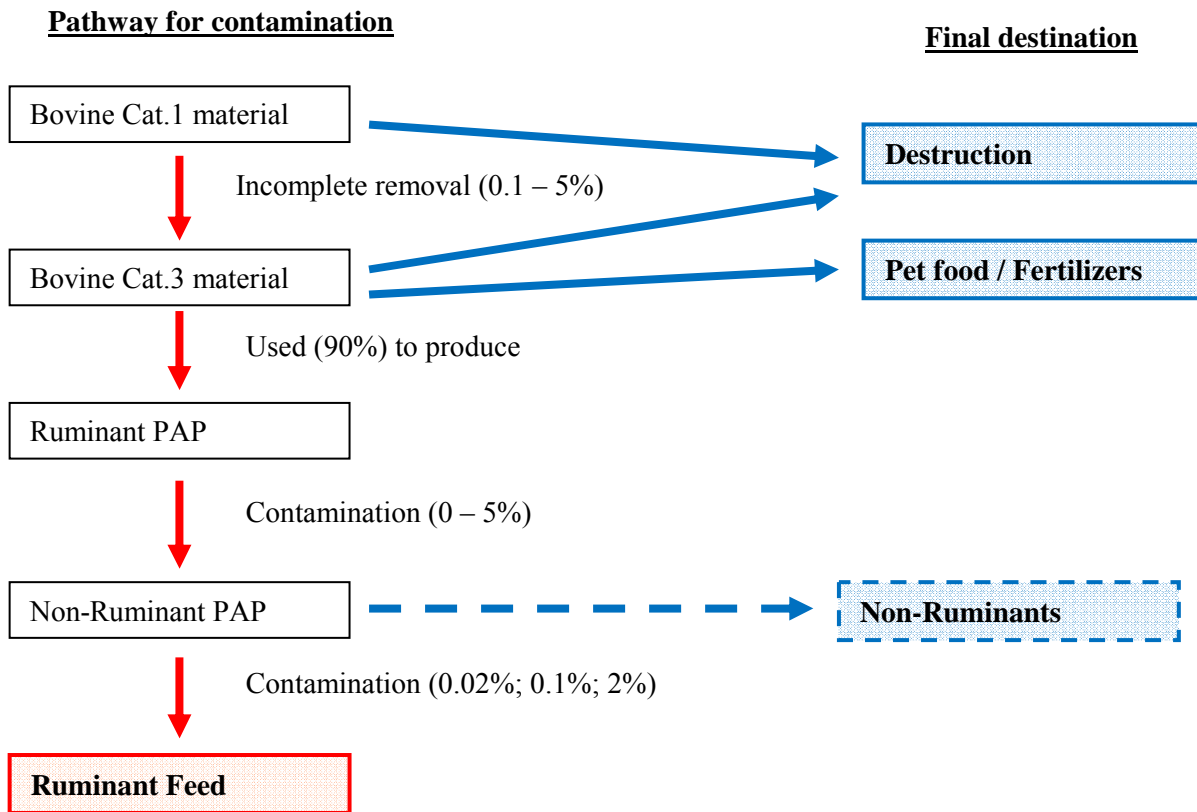 Pathway for contamination
Final destination
Bovine Cat.1 material
Destruction
Incomplete removal (0.1 – 5%)
Bovine Cat.3 material
Pet food / Fertilizers
Used (90%) to produce
Ruminant PAP
Contamination (0 – 5%)
Non-Ruminant PAP
Non-Ruminants
Contamination (0.02%; 0.1%; 2%)
Ruminant Feed